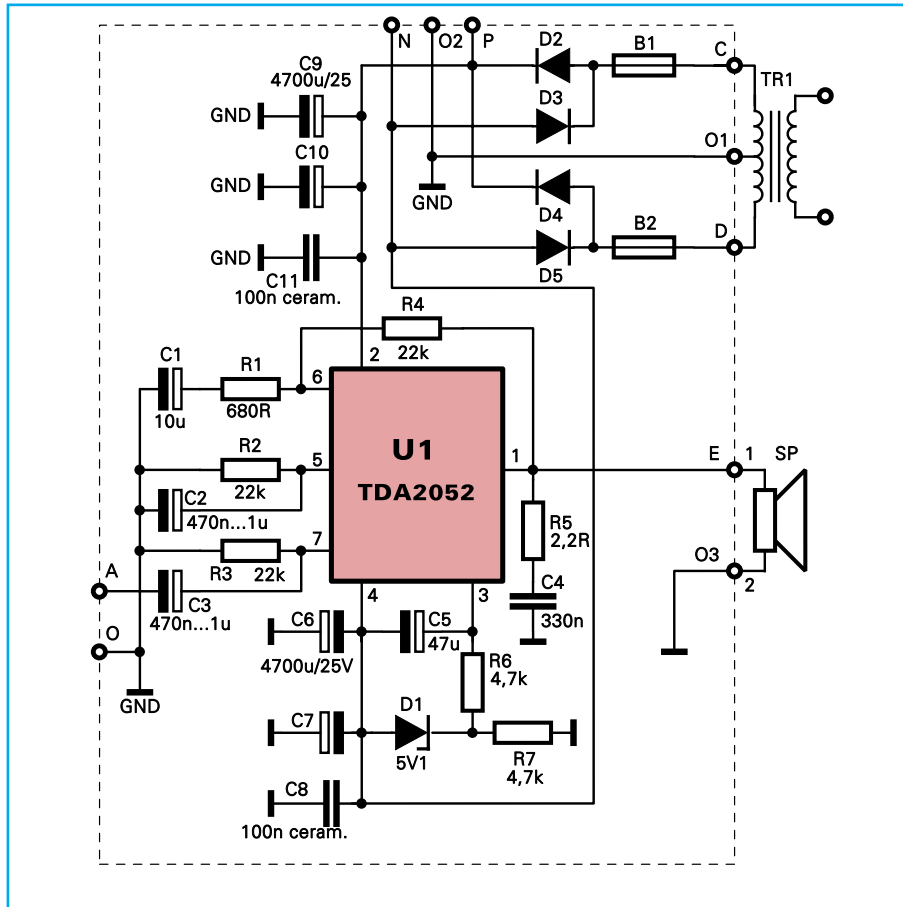 N
O2
P
D2
B1
C
TR1
C9
4700u/25
GND
D3
C10
GND
O1
GND
D4
B2
D
D5
GND
C11
100n ceram.
R4
22k
2
C1
R1
6
10u
680R
R2
5
22k
C2
470n...1u
U1
TDA2052
1
E
1
SP
R5
2,2R
7
R3
22k
A
C3
470n...1u
O3
2
4
3
C4
330n
O
C6
4700u/25V
C5
47u
R6
4,7k
GND
D1
C7
5V1
R7
4,7k
C8
100n ceram.